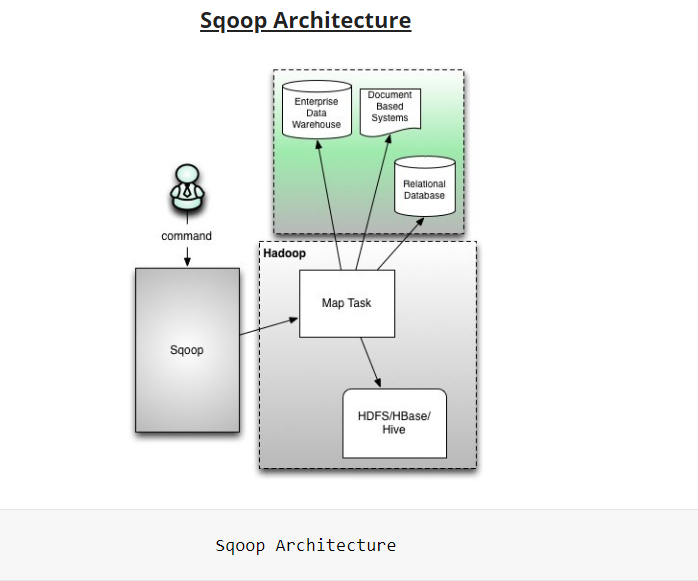 Sqoop Architecture
Enterprise
Data
Warehouse
Document
Based
Systems
Relational
Database
command
Hadoop
Map Task
Sqoop
HDFS/HBase/
Hive
Sqoop Architecture